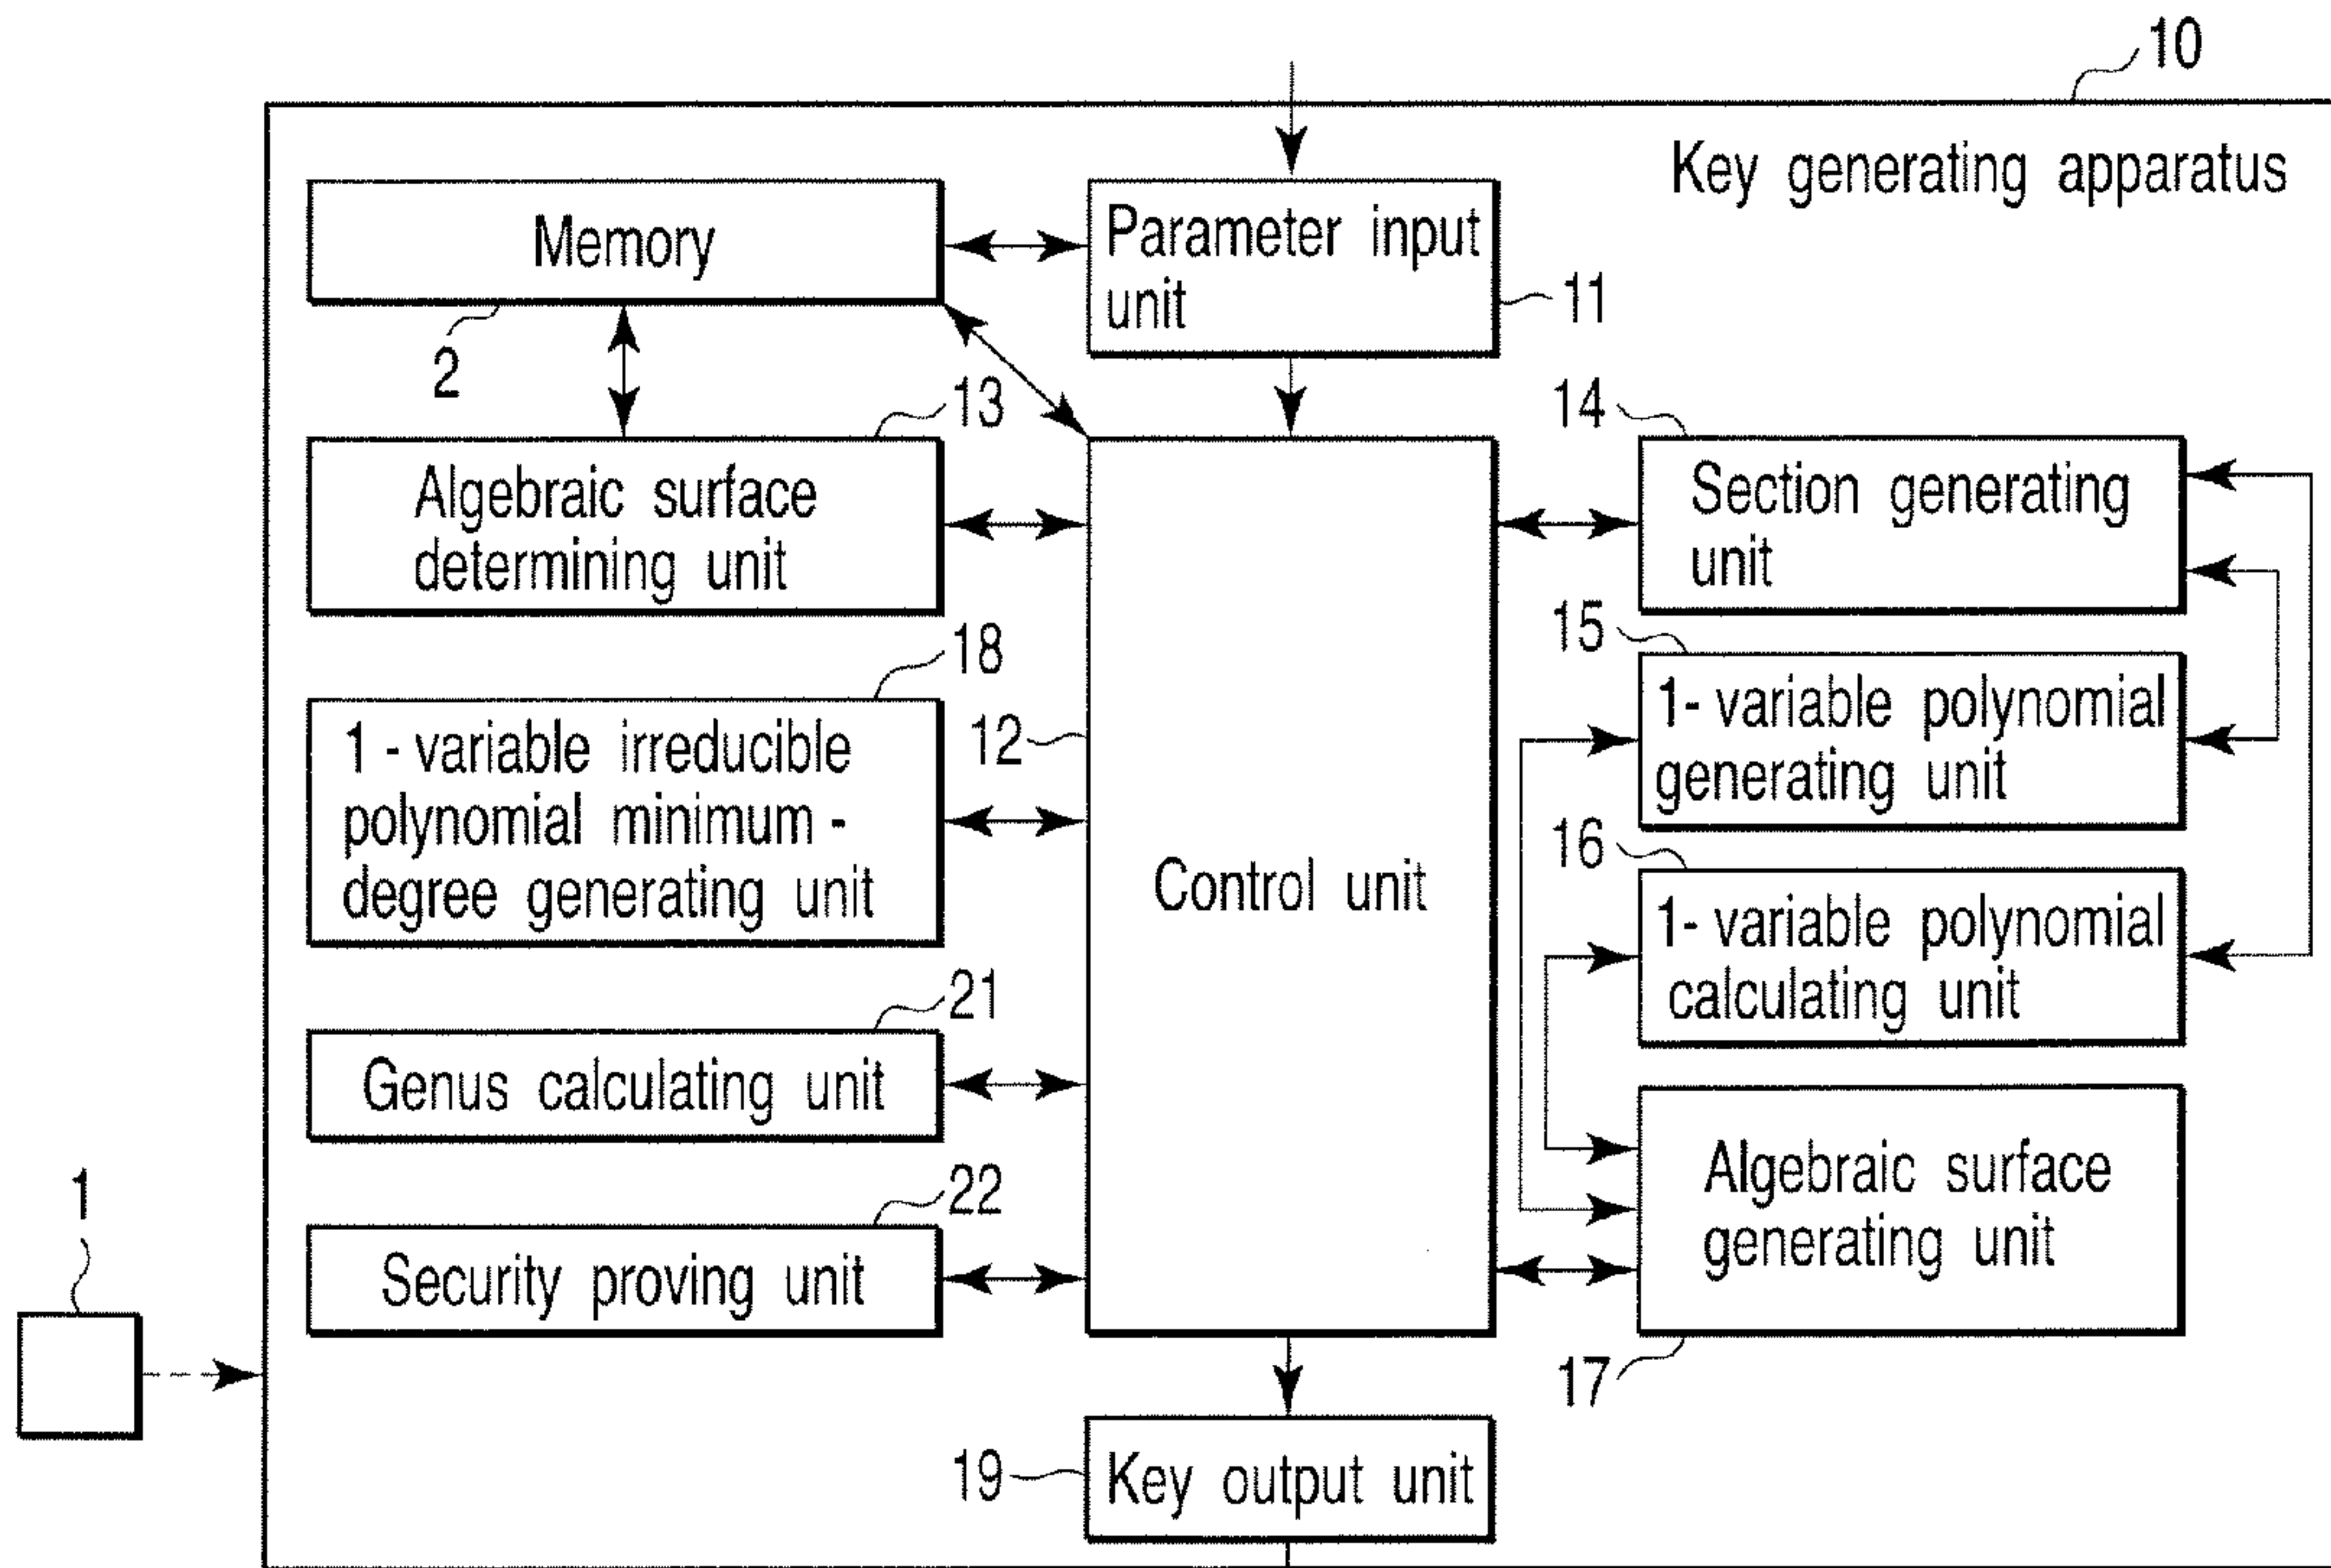 10
Key generating apparatus
Memory
2
Parameter input
unit
11
13
Algebraic surface
determining unit
14
Section generating
unit
18
1 - variable irreducible
polynomial minimum -
degree generating unit
12
Control unit
15
1- variable polynomial
generating unit
16
1- variable polynomial
calculating unit
21
Genus calculating unit
22
Security proving unit
1
Algebraic surface
generating unit
17
19
Key output unit